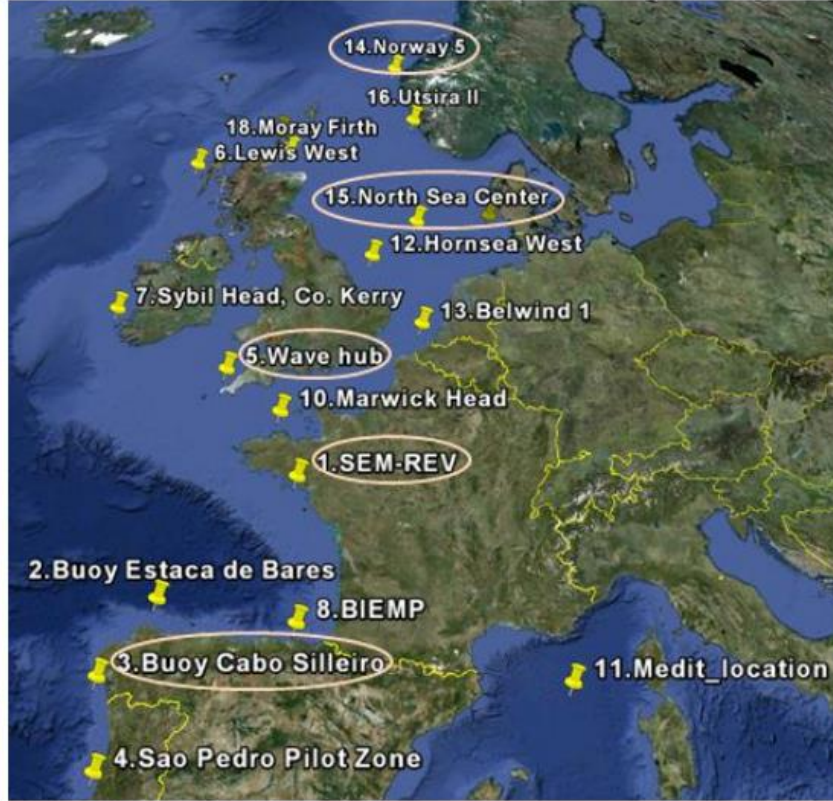 14.Norway 5
16.Utsira II
18.Moray Firth
6.Lewis West
15.North Sea Center
12.Hornsea West
7.Sybil Head, Co. Kerry
13.Belwind 1
5.Wave hub
10.Marwick Head
1.SEM-REV
2.Buoy Estaca de Bares
8.BIEMP
3.Buoy Cabo Silleiro
11.Medit_location
4.Sao Pedro Pilot Zone